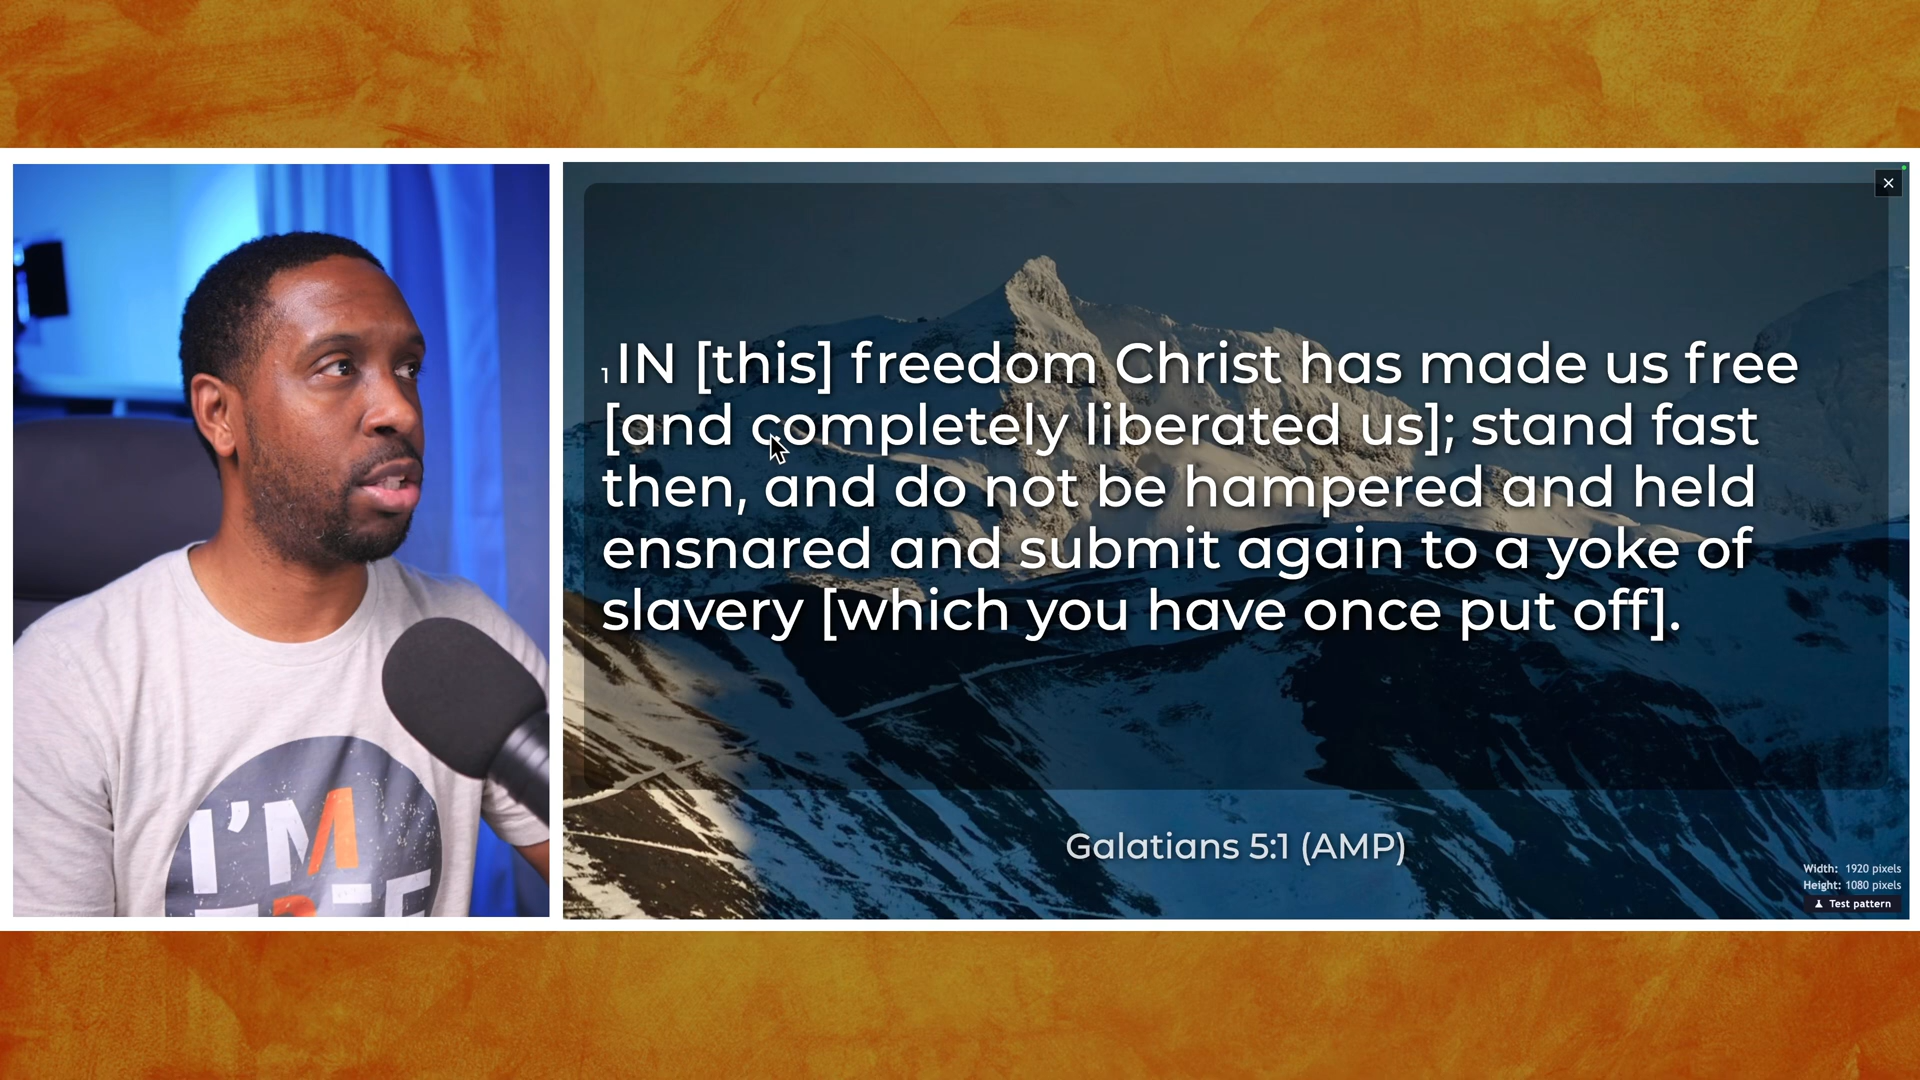 1 IN [this] freedom Christ has made us free
[and completely liberated us]; stand fast
then, and do not be hampered and held
ensnared and submit again to a yoke of
slavery [which you have once put off].
Galatians 5:1 (AMP)
Width: 1920 pixels
Height: 1080 pixels
Test pattern
I'M